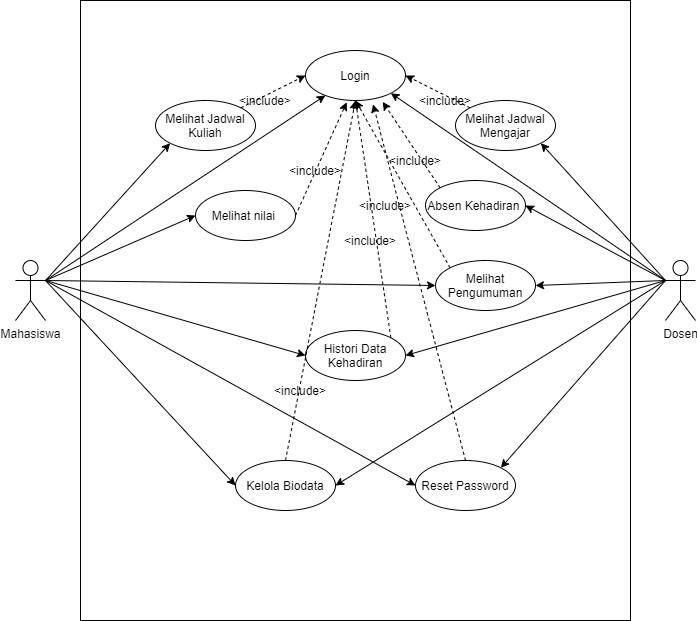 Login
<include>
<include>
Melihat Jadwal
Kuliah
Melihat Jadwal
Mengajar
<include>
<include>
Melihat nilai
<include>
Absen Kehadiran
<include>
Melihat
Pengumuman
Mahasiswa
Dosen
Histori Data
Kehadiran
<include>
Kelola Biodata
Reset Password